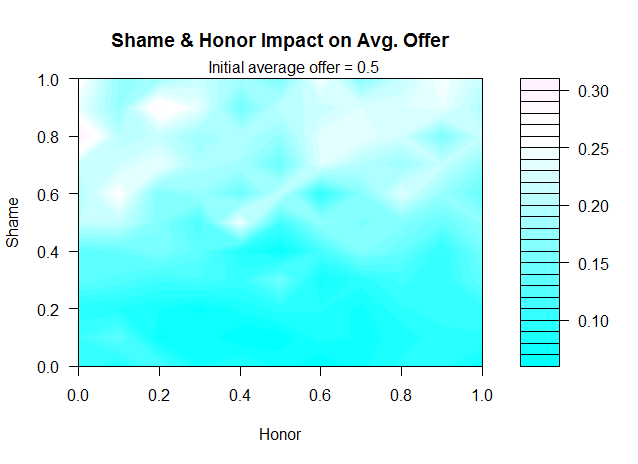 Shame & Honor Impact on Avg. Offer
Initial average offer = 0.5
1.0
0.8
0.6
0.4
0.2
0.0
Shame
0.0 0.2 0.4 0.6 0.8 1.0
Honor
0.30
0.25
0.20
0.15
0.10